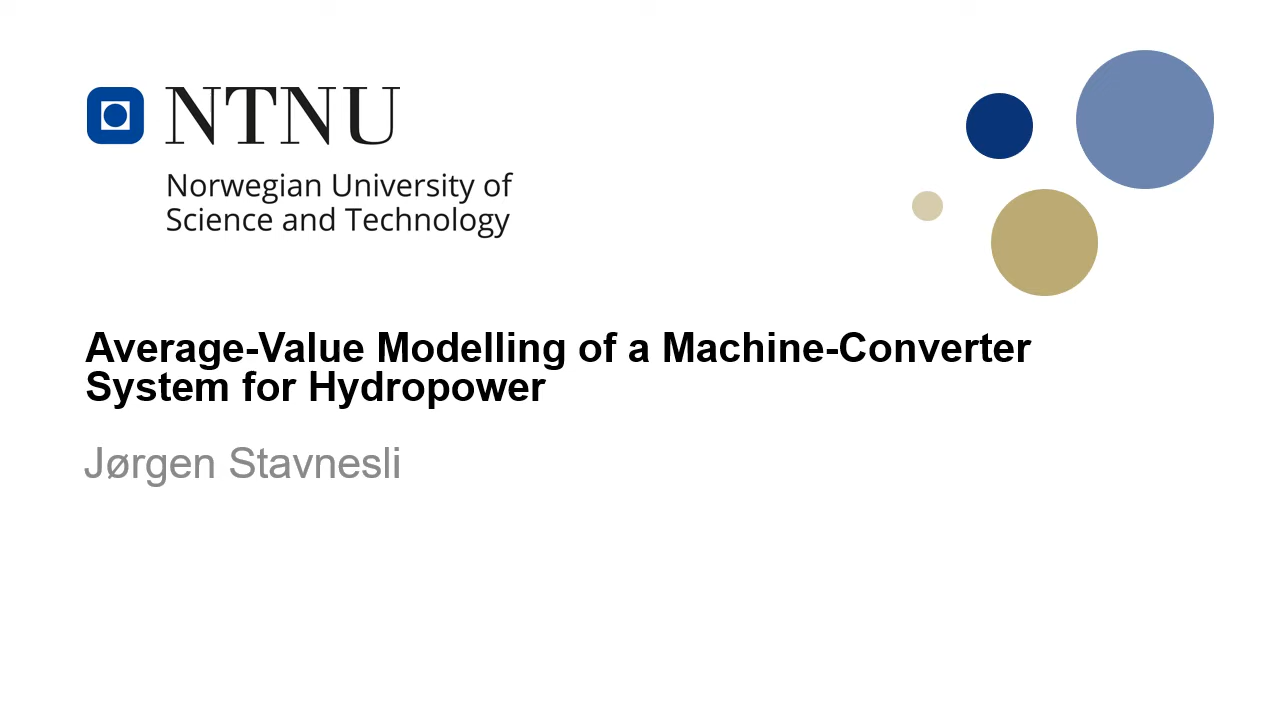 NTNU
Norwegian University of
Science and Technology
Average-Value Modelling of a Machine-Converter
System for Hydropower
Jørgen Stavnesli